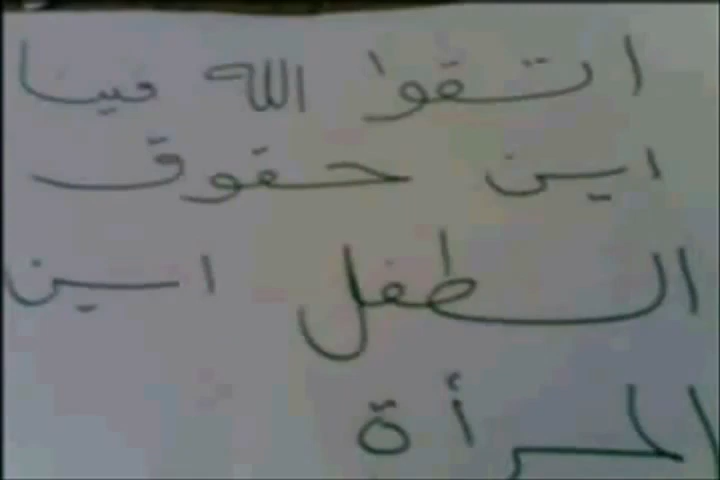 اتقوا الله فينا
اين حقوق
الطفل اين
المرأة